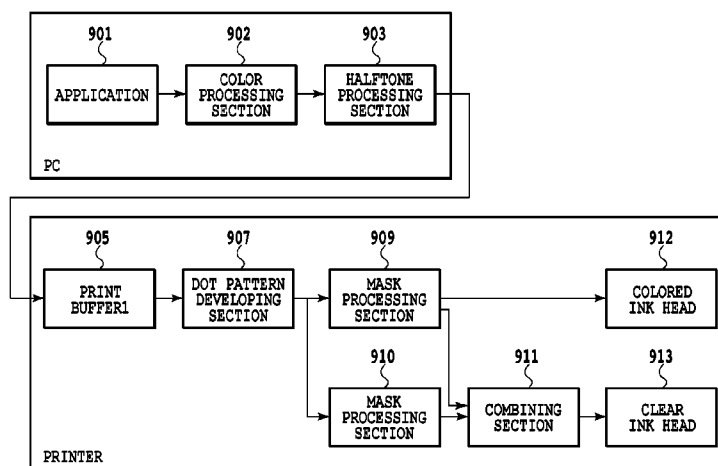 901 902 903
APPLICATION
COLOR
PROCESSING
SECTION
HALFTONE
PROCESSING
SECTION
PC
905 907 909 912
PRINT
BUFFER1
DOT PATTERN
DEVELOPING
SECTION
MASK
PROCESSING
SECTION
COLORED
INK HEAD
910 911 913
MASK
PROCESSING
SECTION
COMBINING
SECTION
CLEAR
INK HEAD
PRINTER